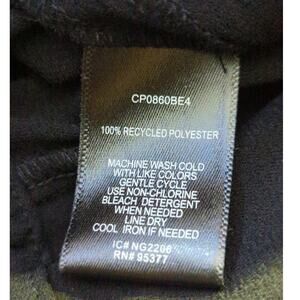 CP0860BE4
100% RECYCLED POLYESTER
MACHINE WASH COLD
WITH LIKE COLORS
GENTLE CYCLE
USE NON-CHLORINE
BLEACH DETERGENT
WHEN NEEDED
LINE DRY
COOL IRON IF NEEDED
IC# NG2206
RN# 95377